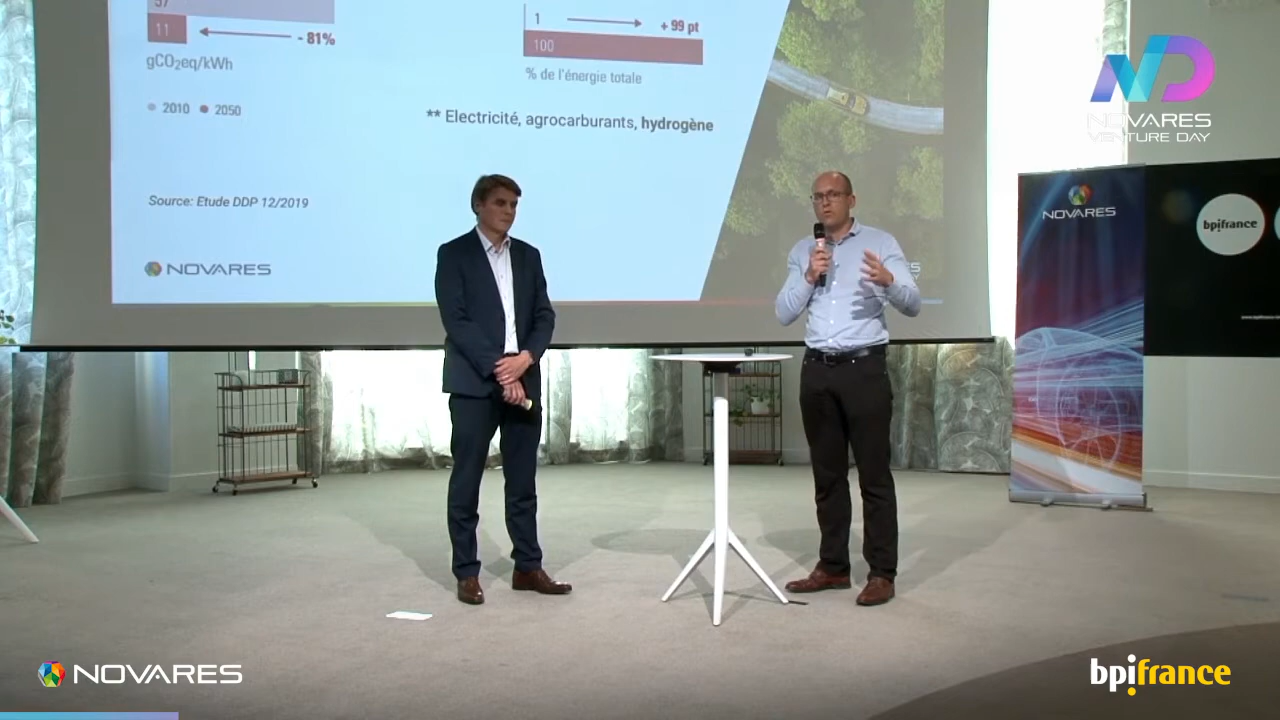 57
11
- 81%
gCO₂eq/kWh
2010
2050
1
+ 99 pt
100
% de l'énergie totale
** Electricité, agrocarburants, hydrogène
Source: Etude DDP 12/2019
NOVARES
NOVARES
VENTURE DAY
NOVARES
bpifrance
NOVARES
bpifrance